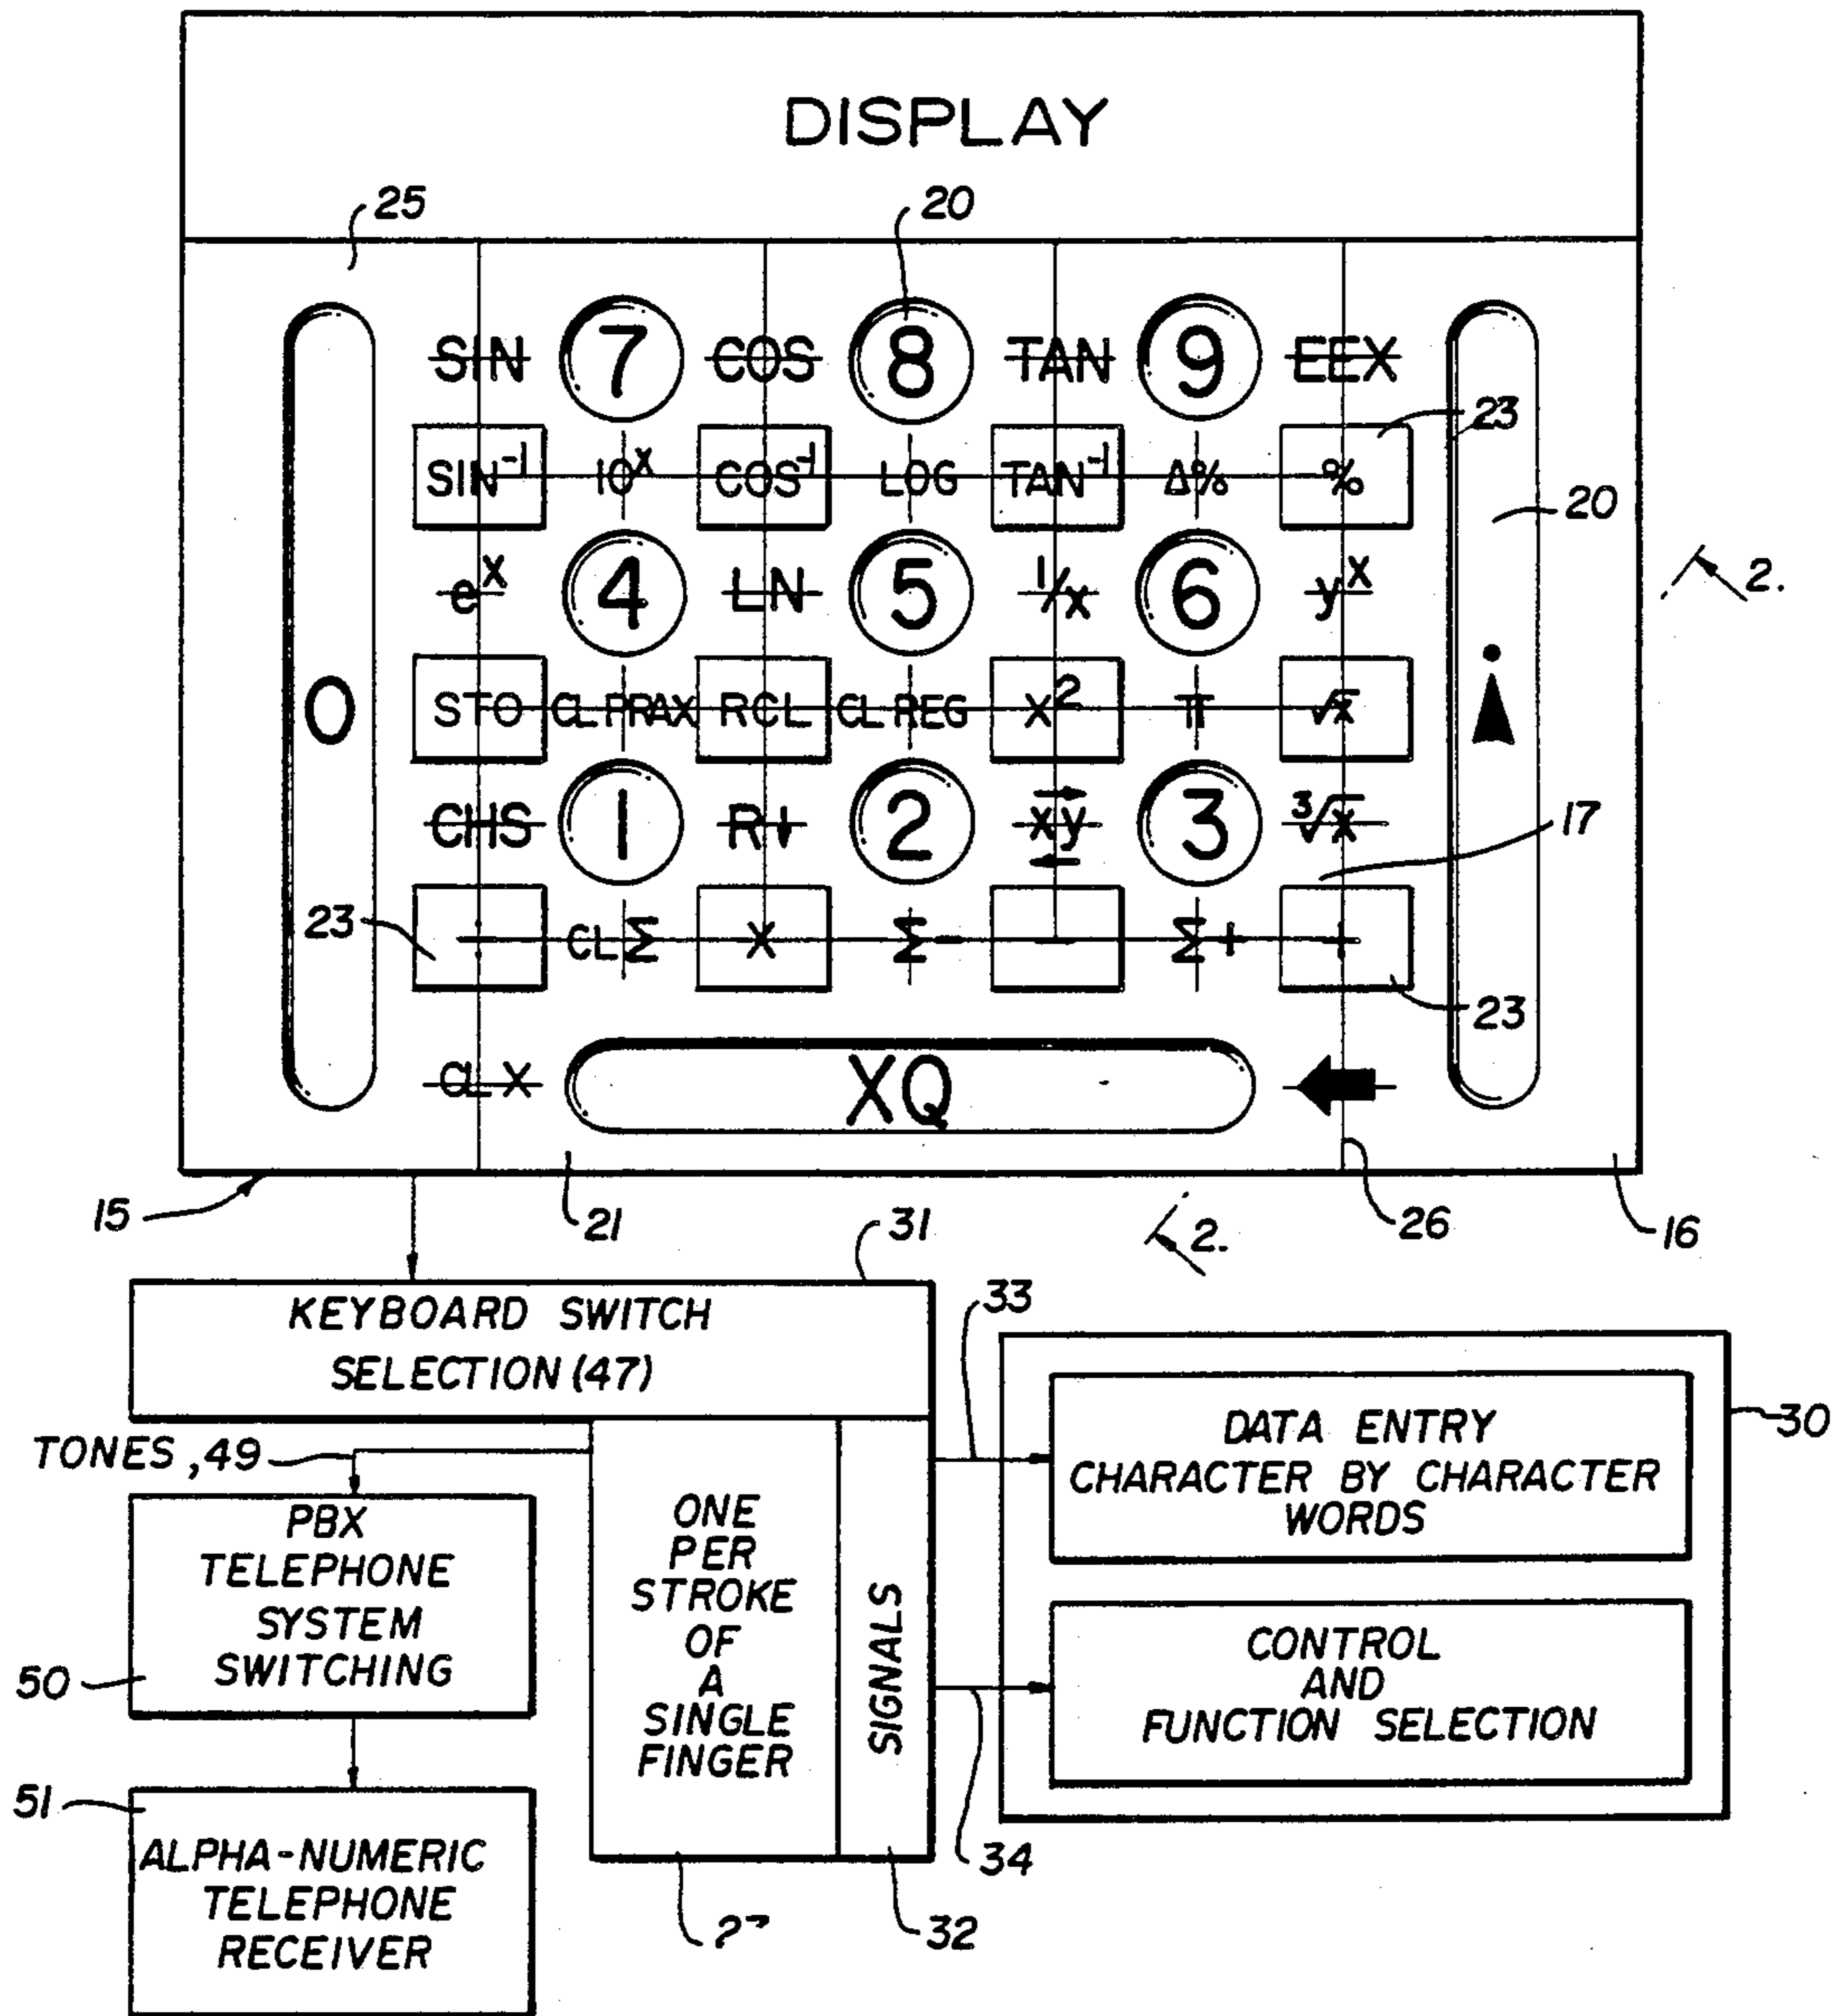 DISPLAY
25 20
SIN 7 COS 8 TAN 9 EEX
23 23
SIN⁻¹ 10ˣ COS⁻¹ LOG TAN⁻¹ Δ% %
20
eˣ 4 LN 5 1/x 6 yˣ
2.
0 STO CL PRAX RCL CL REG X² π √x .
CHS 1 R↓ 2 xy 3 ³√x
17
23 ÷ CLΣ X Σ- - Σ+ +
23
CLX XQ
15 21 2. 26 16
31
KEYBOARD SWITCH
SELECTION (47)
33
30
DATA ENTRY
CHARACTER BY CHARACTER
WORDS
TONES, 49
PBX
TELEPHONE
SYSTEM
SWITCHING
50
ONE
PER
STROKE
OF
A
SINGLE
FINGER
SIGNALS
CONTROL
AND
FUNCTION SELECTION
34
51
ALPHA-NUMERIC
TELEPHONE
RECEIVER
32